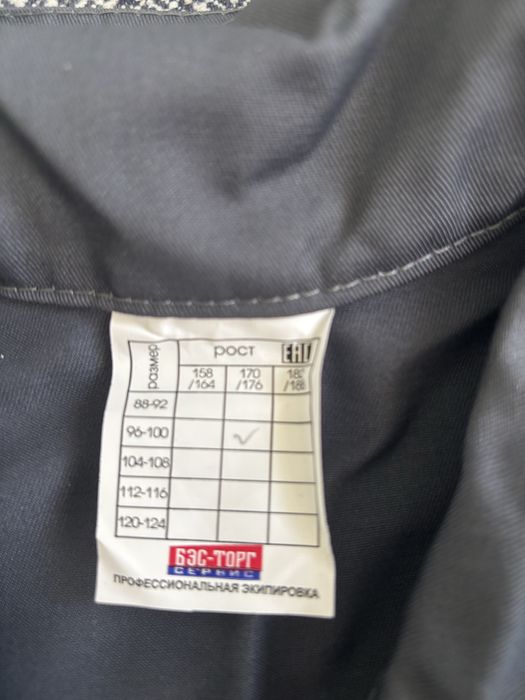 размер рост EAC
158 170
/164 /176 /188
88-92
96-100 ✓
104-108
112-116
120-124
БЭС-ТОРГ
СЕРВИС
ПРОФЕССИОНАЛЬНАЯ ЭКИПИРОВКА